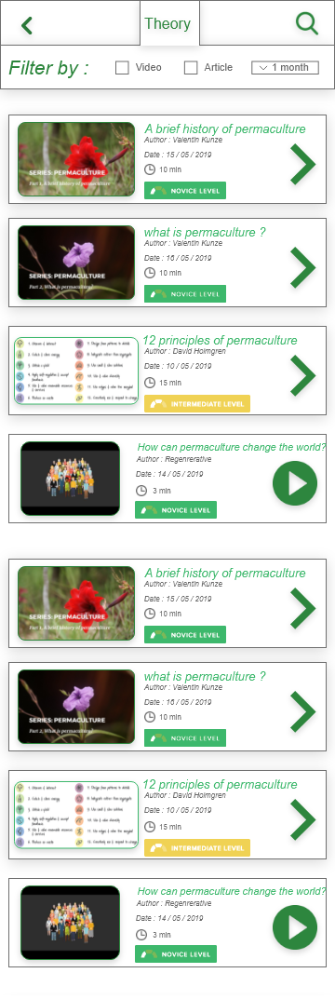 Theory
Filter by :
Video
Article
1 month
A brief history of permaculture
Author : Valentin Kunze
Date : 15 / 05 / 2019
10 min
NOVICE LEVEL
SERIES: PERMACULTURE
Part 1, A brief History of permaculture
what is permaculture ?
Author : Valentin Kunze
Date : 16 / 05 / 2019
10 min
NOVICE LEVEL
SERIES: PERMACULTURE
Part 2, What is permaculture?
12 principles of permaculture
Author : David Holmgren
Date : 10 / 05 / 2019
15 min
INTERMEDIATE LEVEL
How can permaculture change the world?
Author : Regenrerative
Date : 14 / 05 / 2019
3 min
NOVICE LEVEL
A brief history of permaculture
Author : Valentin Kunze
Date : 15 / 05 / 2019
10 min
NOVICE LEVEL
SERIES: PERMACULTURE
Part 1, A brief History of permaculture
what is permaculture ?
Author : Valentin Kunze
Date : 16 / 05 / 2019
10 min
NOVICE LEVEL
SERIES: PERMACULTURE
Part 2, What is permaculture?
12 principles of permaculture
Author : David Holmgren
Date : 10 / 05 / 2019
15 min
INTERMEDIATE LEVEL
How can permaculture change the world?
Author : Regenrerative
Date : 14 / 05 / 2019
3 min
NOVICE LEVEL